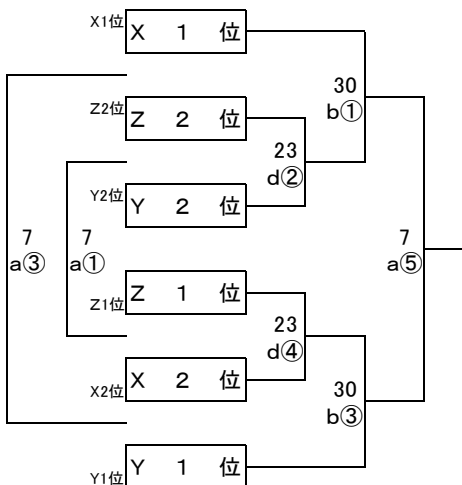 X1位 X 1 位
30
b①
Z2位 Z 2 位
23
d②
Y2位 Y 2 位
7
a③
7
a①
7
a⑤
Z1位 Z 1 位
23
d④
X2位 X 2 位
30
b③
Y1位 Y 1 位